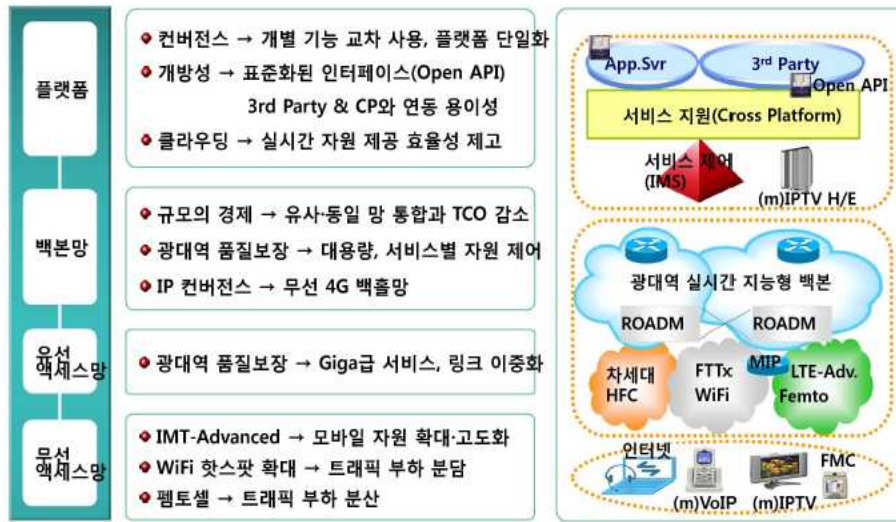 플랫폼
컨버전스 → 개별 기능 교차 사용, 플랫폼 단일화
개방성 → 표준화된 인터페이스(Open API)
3rd Party & CP와 연동 용이성
클라우딩 → 실시간 자원 제공 효율성 제고
백본망
규모의 경제 → 유사·동일 망 통합과 TCO 감소
광대역 품질보장 → 대용량, 서비스별 자원 제어
IP 컨버전스 → 무선 4G 백홀망
유선
액세스망
광대역 품질보장 → Giga급 서비스, 링크 이중화
무선
액세스망
IMT-Advanced → 모바일 자원 확대·고도화
WiFi 핫스팟 확대 → 트래픽 부하 분담
펨토셀 → 트래픽 부하 분산
App.Svr
3rd Party
Open API
서비스 지원(Cross Platform)
서비스 제어
(IMS)
(m)IPTV H/E
광대역 실시간 지능형 백본
ROADM
ROADM
MIP
차세대
HFC
FTTx
WiFi
LTE-Adv.
Femto
인터넷
(m)VoIP
(m)IPTV
FMC